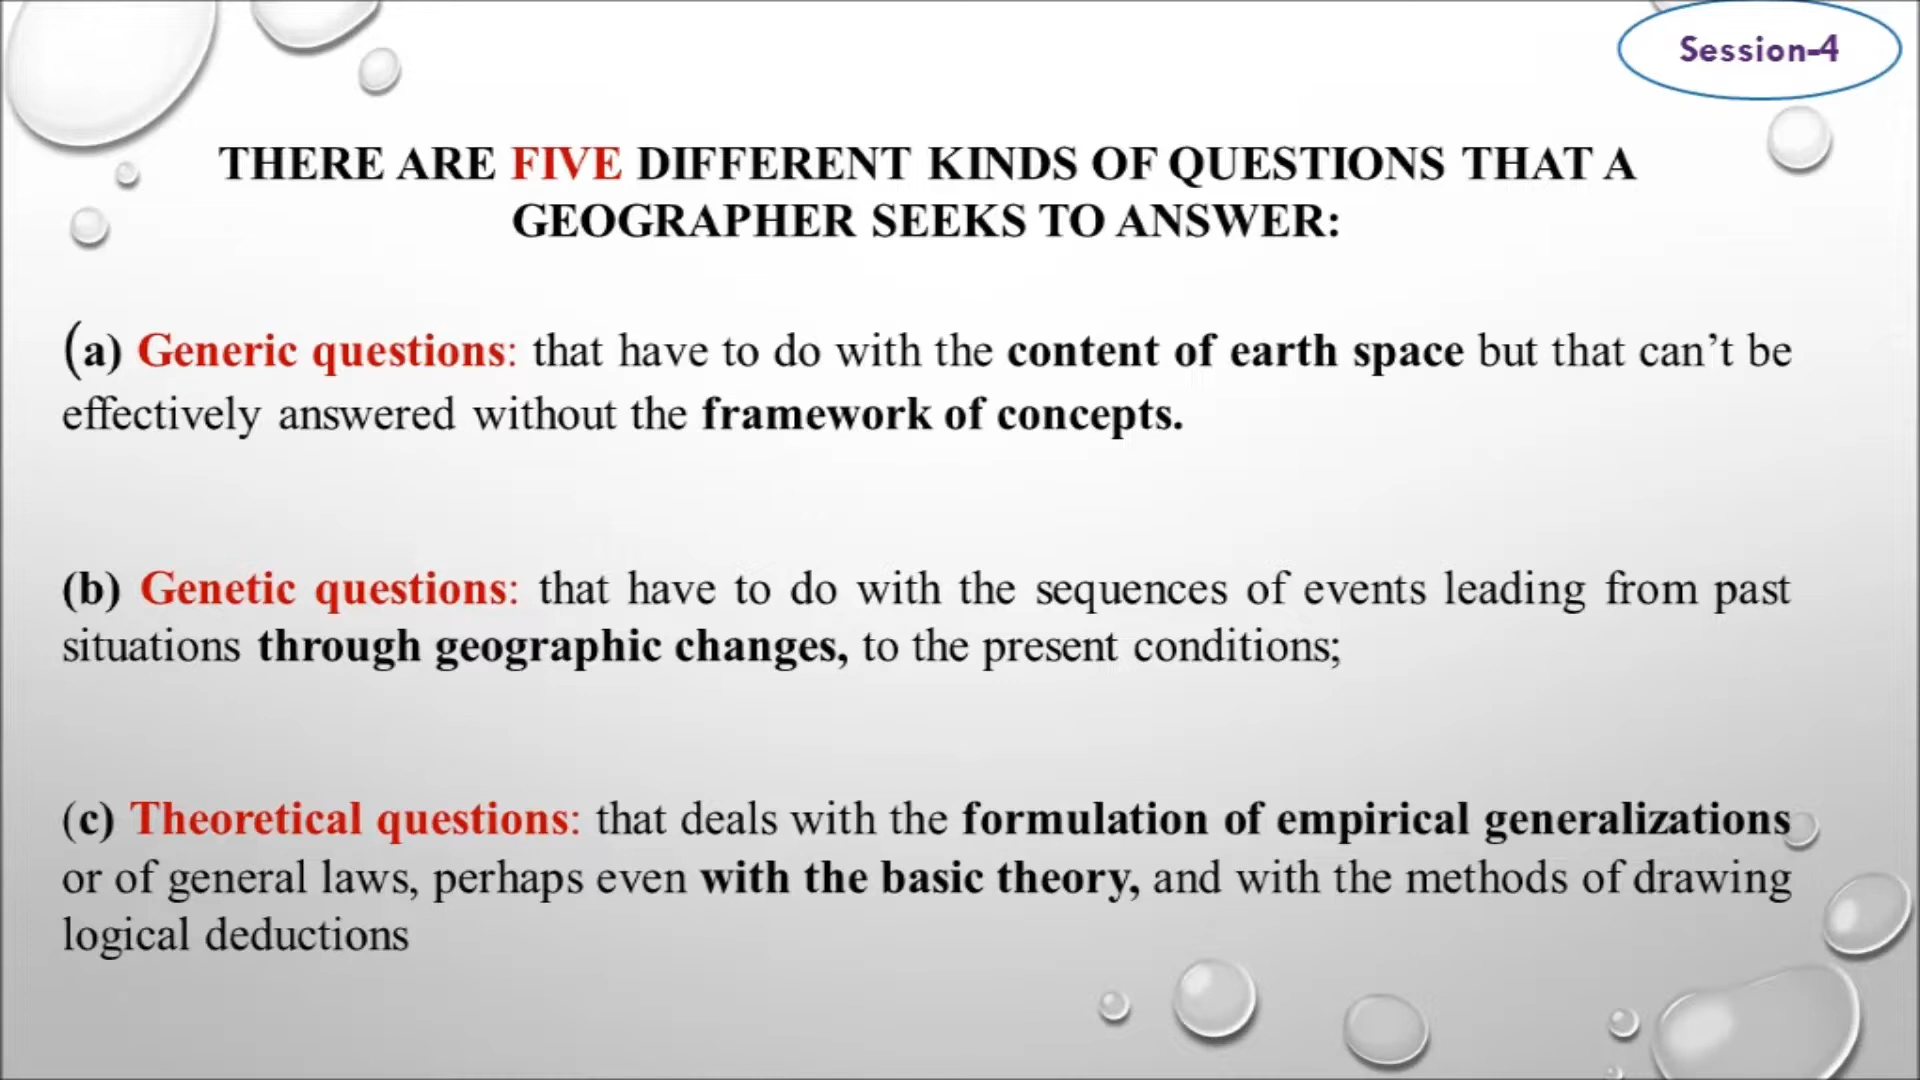 Session-4
THERE ARE FIVE DIFFERENT KINDS OF QUESTIONS THAT A
GEOGRAPHER SEEKS TO ANSWER:
(a) Generic questions: that have to do with the content of earth space but that can’t be
effectively answered without the framework of concepts.
(b) Genetic questions: that have to do with the sequences of events leading from past
situations through geographic changes, to the present conditions;
(c) Theoretical questions: that deals with the formulation of empirical generalizations
or of general laws, perhaps even with the basic theory, and with the methods of drawing
logical deductions